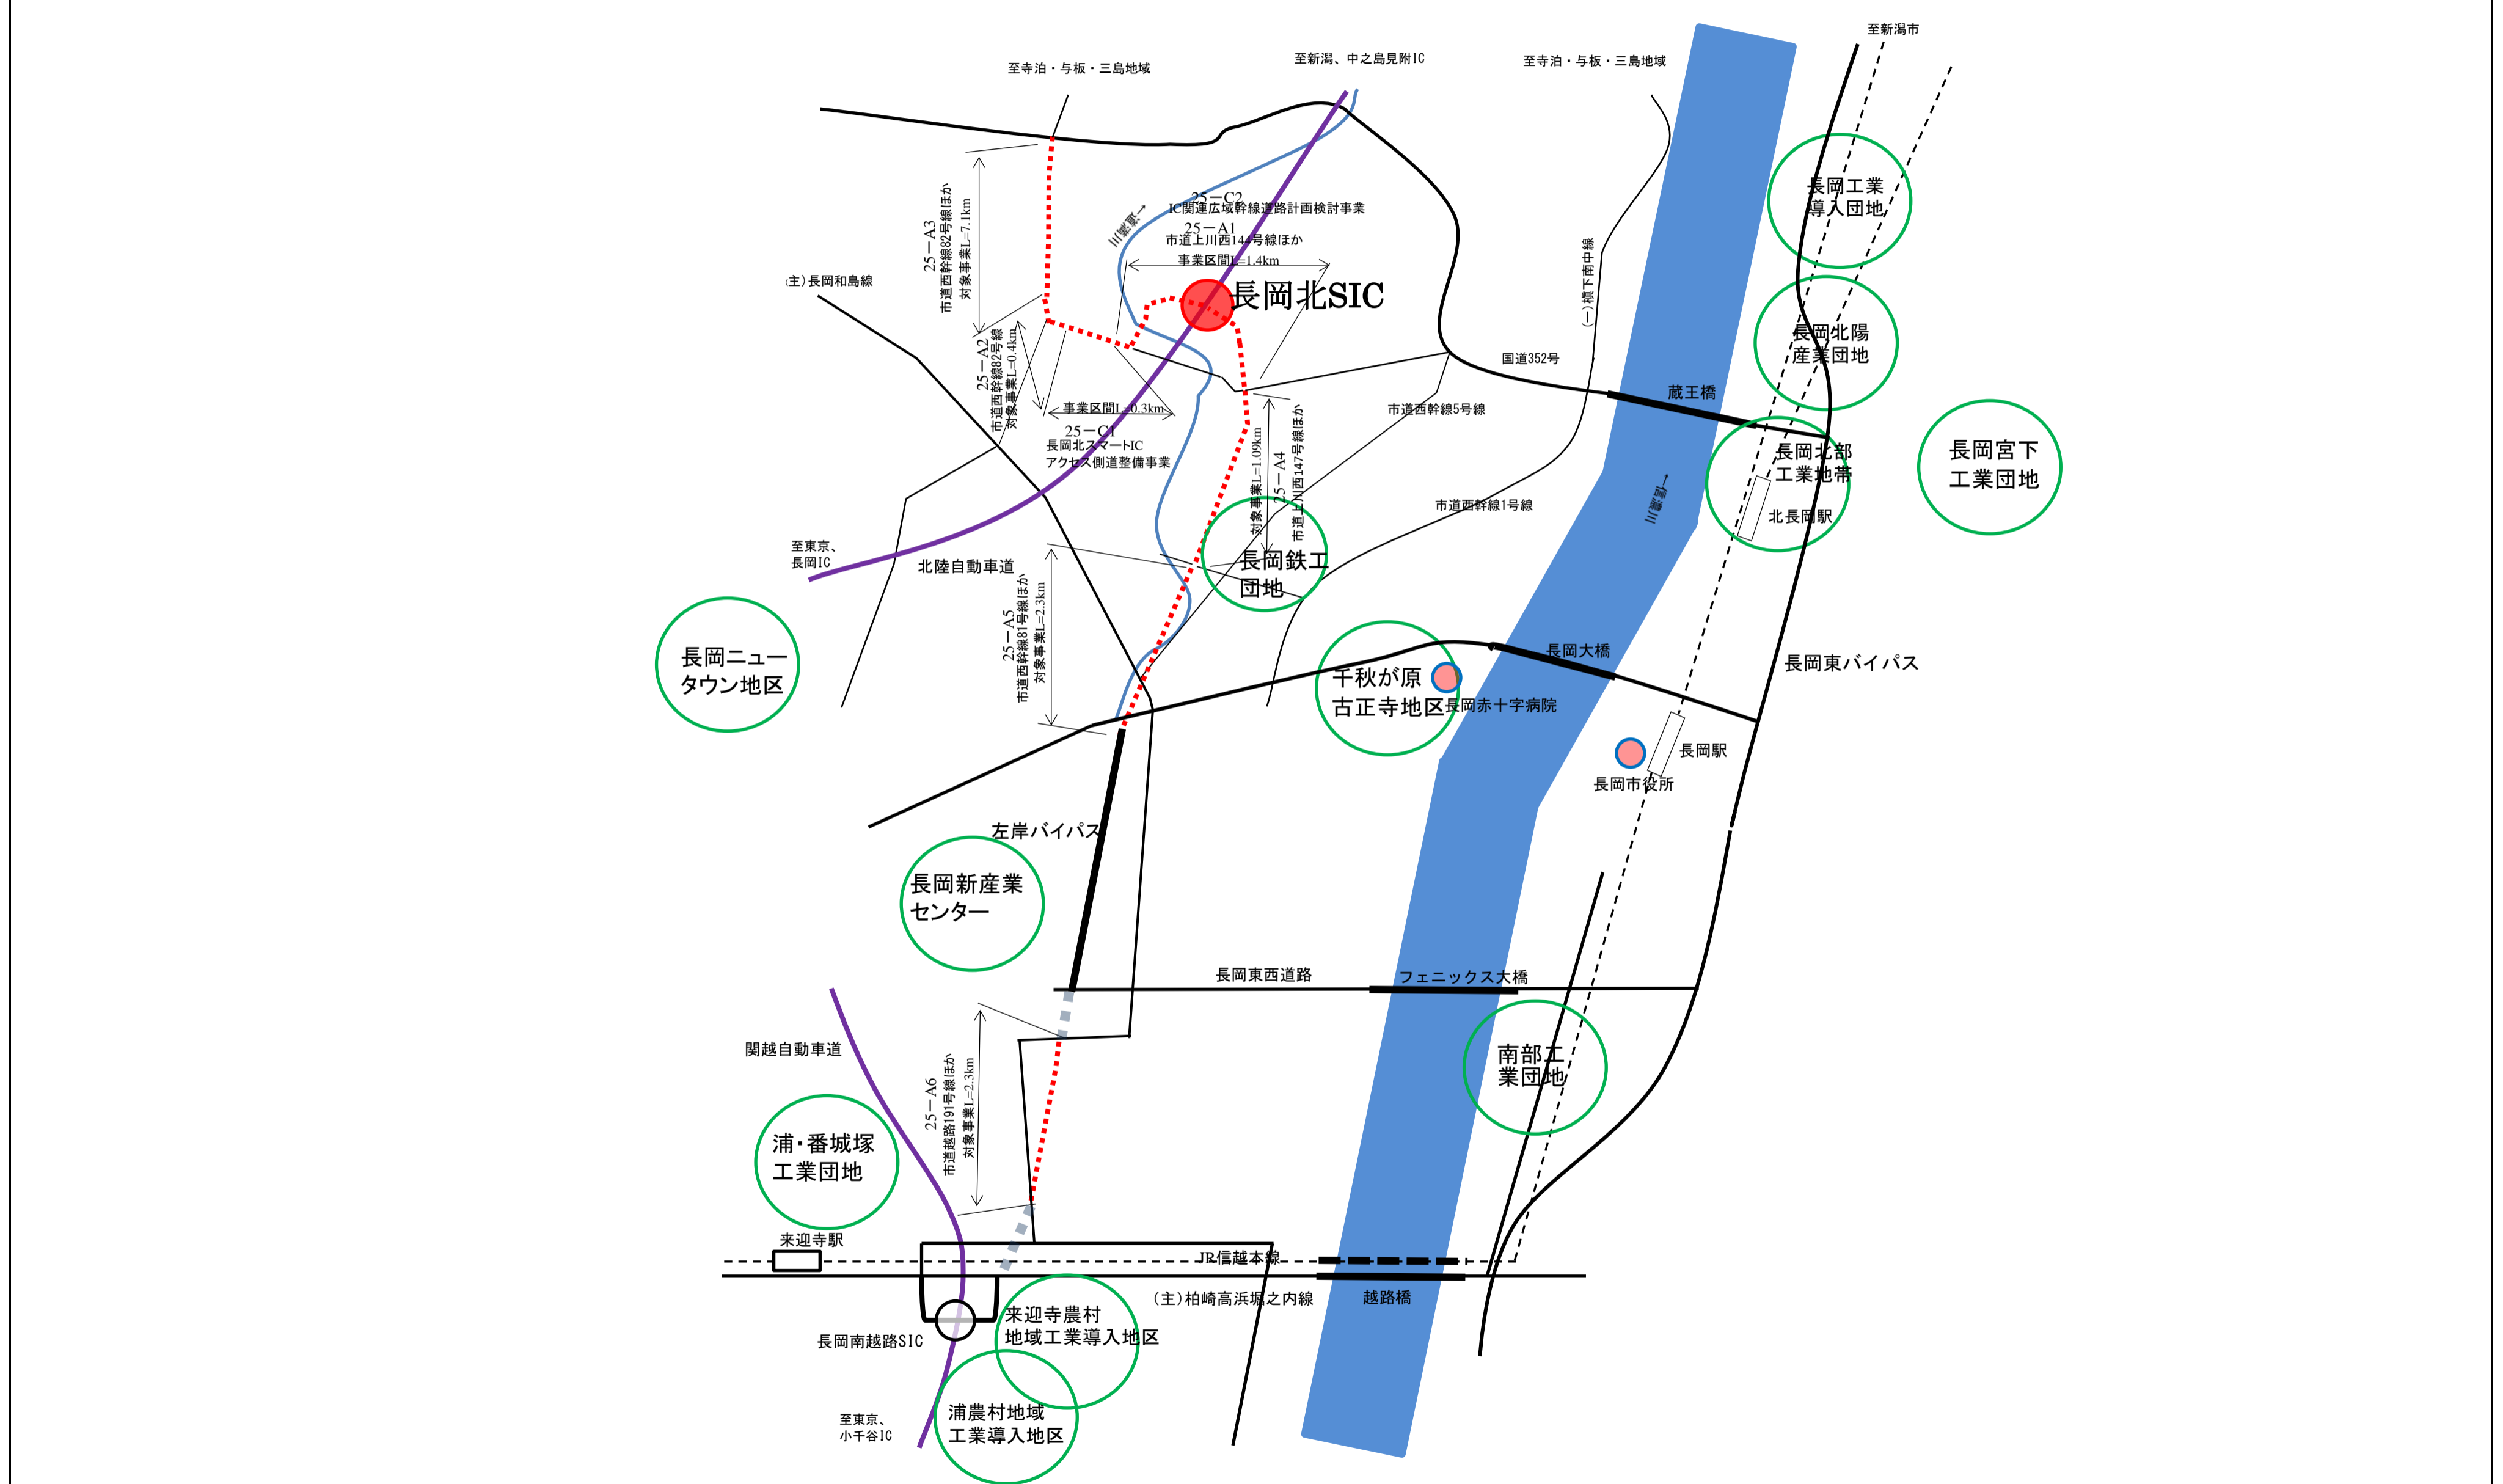 至新潟市
至寺泊・与板・三島地域
至新潟、中之島見附IC
至寺泊・与板・三島地域
長岡工業
導入団地
25－A3
市道西幹線82号線ほか
対象事業L=7.1km
←黒瀬川
25－C2
IC関連広域幹線道路計画検討事業
25－A1
市道上川西144号線ほか
事業区間L=1.4km
長岡北SIC
(主)長岡和島線
(一)槇下南中線
長岡北陽
産業団地
25－A2
市道西幹線82号線
対象事業L=0.4km
国道352号
蔵王橋
事業区間L=0.3km
25－C1
長岡北スマートIC
アクセス側道整備事業
市道西幹線5号線
対象事業L=1.09km
25－A4
市道上川西147号線ほか
長岡北部
工業地帯
長岡宮下
工業団地
北長岡駅
市道西幹線1号線
←信濃川
至東京、
長岡IC
北陸自動車道
長岡鉄工
団地
25－A5
市道西幹線81号線ほか
対象事業L=2.3km
長岡ニュー
タウン地区
千秋が原
古正寺地区
長岡赤十字病院
長岡大橋
長岡東バイパス
長岡駅
長岡市役所
左岸バイパス
長岡新産業
センター
長岡東西道路
フェニックス大橋
関越自動車道
25－A6
市道越路191号線ほか
対象事業L=2.3km
南部工
業団地
浦・番城塚
工業団地
来迎寺駅
JR信越本線
(主)柏崎高浜堀之内線
越路橋
来迎寺農村
地域工業導入地区
長岡南越路SIC
浦農村地域
工業導入地区
至東京、
小千谷IC